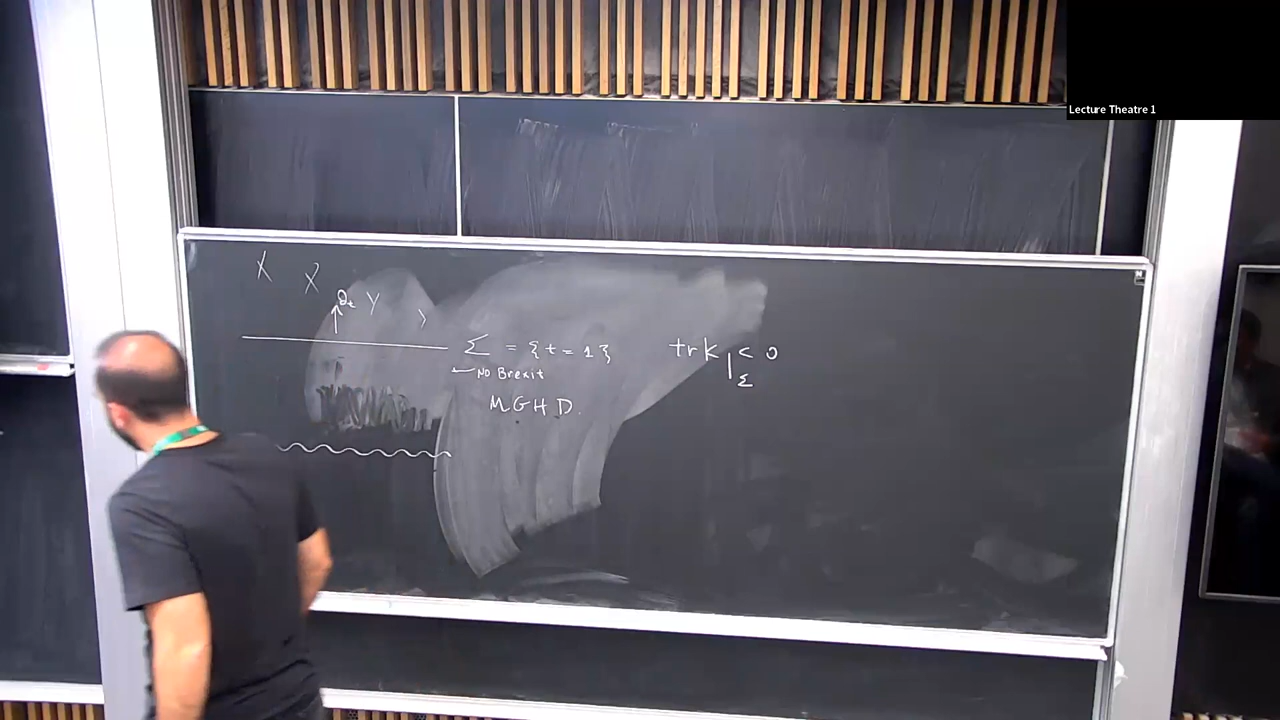 Lecture Theatre 1
X X
∂t Y
Σ = {t = 1} trk|Σ < 0
← No Brexit
MGHD.